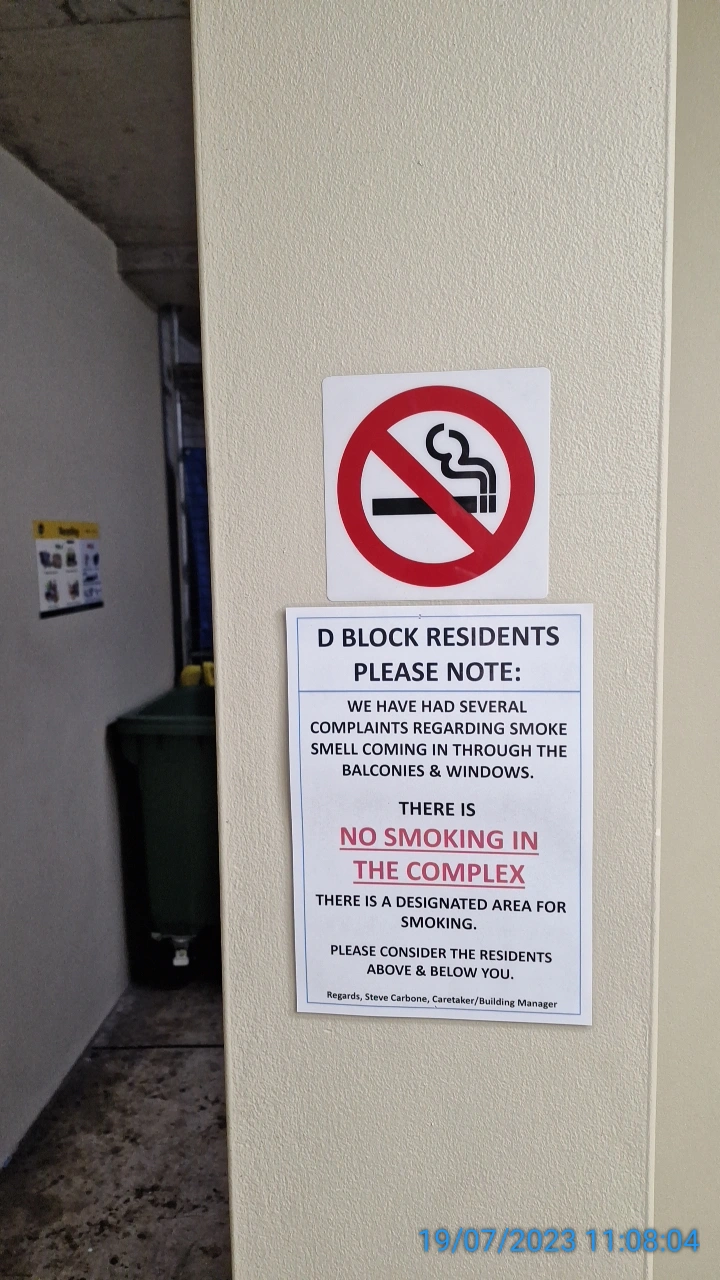 Recycling
D BLOCK RESIDENTS
PLEASE NOTE:
WE HAVE HAD SEVERAL
COMPLAINTS REGARDING SMOKE
SMELL COMING IN THROUGH THE
BALCONIES & WINDOWS.
THERE IS
NO SMOKING IN
THE COMPLEX
THERE IS A DESIGNATED AREA FOR
SMOKING.
PLEASE CONSIDER THE RESIDENTS
ABOVE & BELOW YOU.
Regards, Steve Carbone, Caretaker/Building Manager
19/07/2023 11:08:04